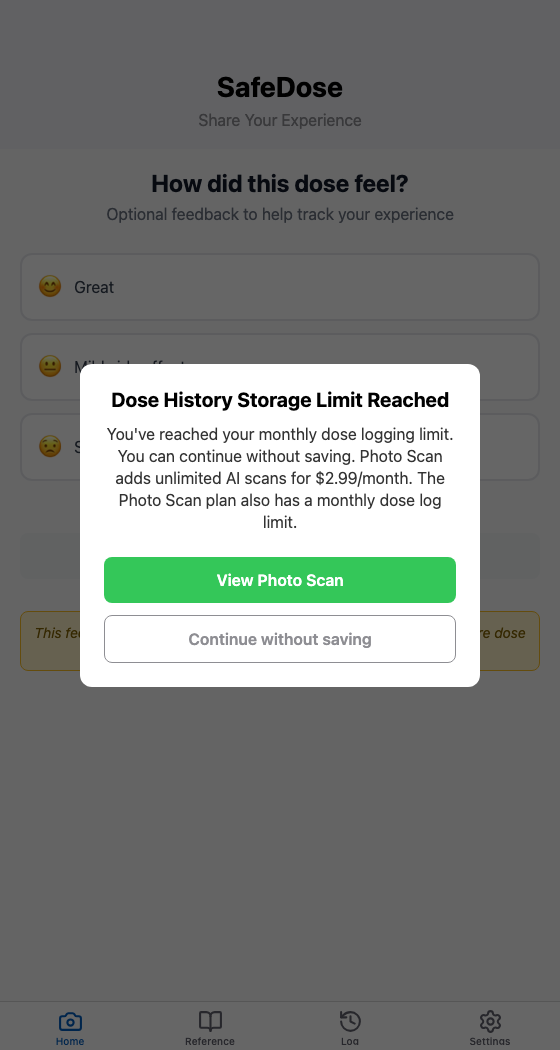 SafeDose
Share Your Experience
How did this dose feel?
Optional feedback to help track your experience
Great
Dose History Storage Limit Reached
You've reached your monthly dose logging limit.
You can continue without saving. Photo Scan
adds unlimited AI scans for $2.99/month. The
Photo Scan plan also has a monthly dose log
limit.
View Photo Scan
Continue without saving
This
dose
Home
Reference
Log
Settings